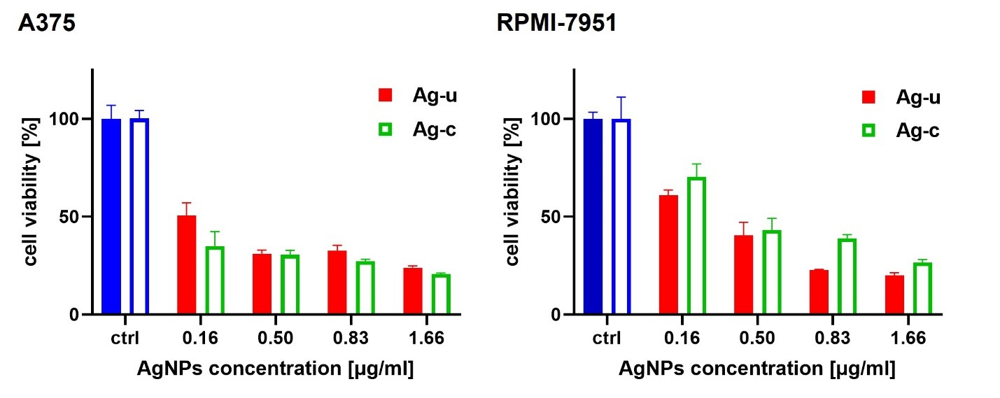 A375
RPMI-7951
cell viability [%]
100
50
0
Ag-u
Ag-c
ctrl 0.16 0.50 0.83 1.66
AgNPs concentration [µg/ml]
cell viability [%]
100
50
0
Ag-u
Ag-c
ctrl 0.16 0.50 0.83 1.66
AgNPs concentration [µg/ml]